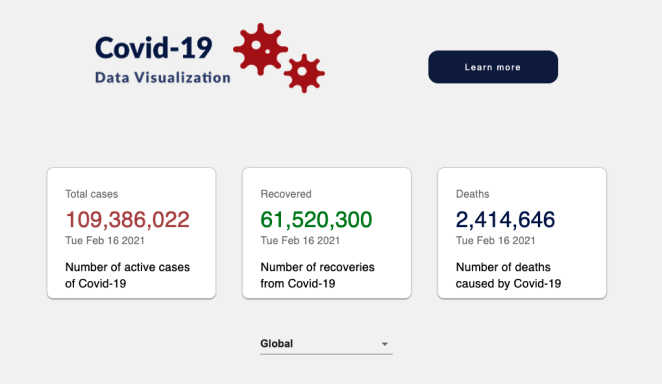 Covid-19
Data Visualization
Learn more
Total cases
109,386,022
Tue Feb 16 2021
Number of active cases
of Covid-19
Recovered
61,520,300
Tue Feb 16 2021
Number of recoveries
from Covid-19
Deaths
2,414,646
Tue Feb 16 2021
Number of deaths
caused by Covid-19
Global